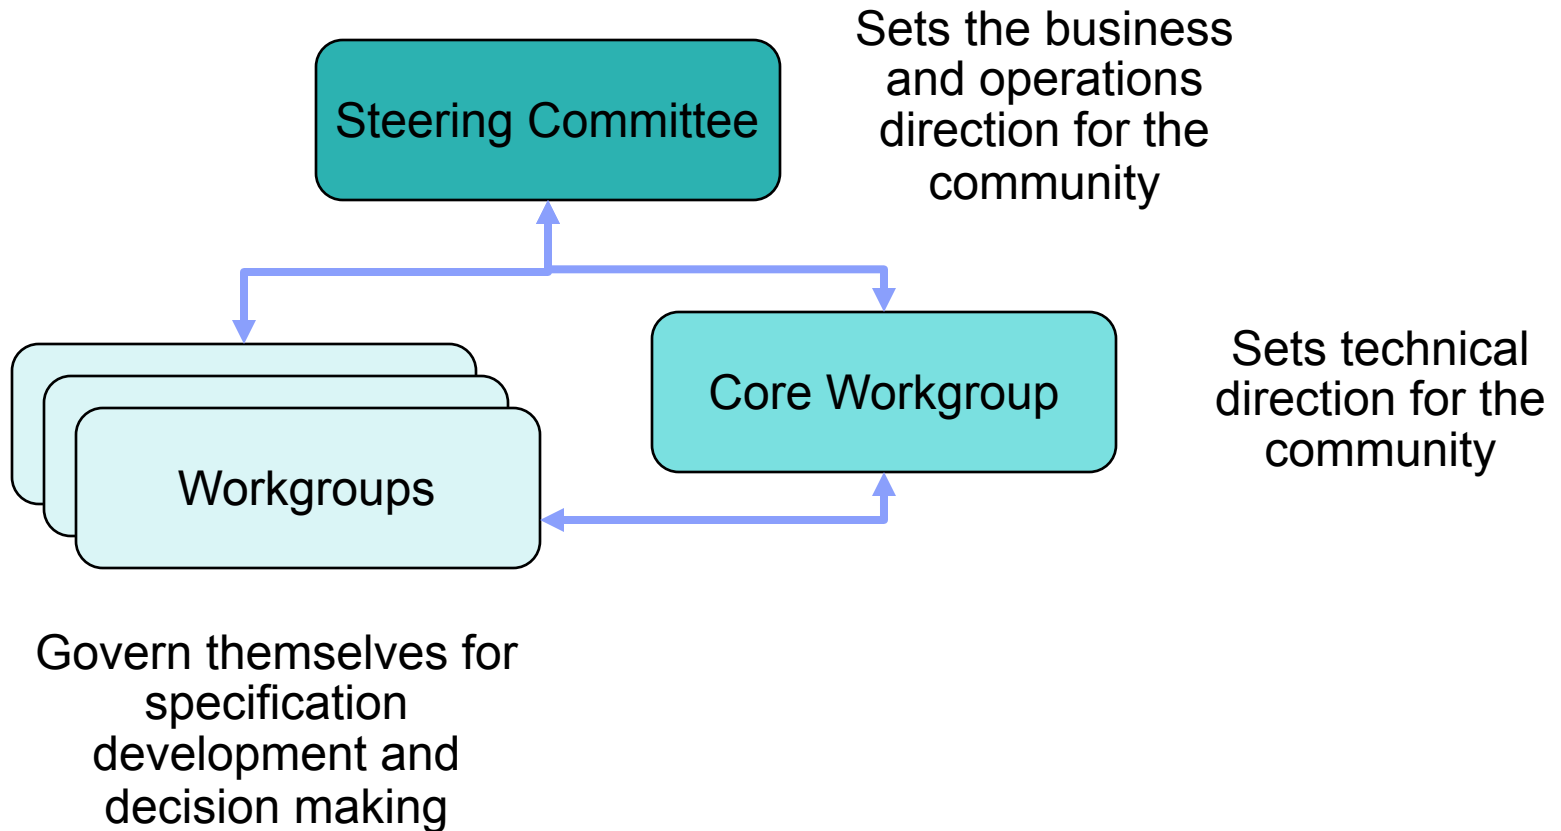 Steering Committee
Sets the business
and operations
direction for the
community
Core Workgroup
Sets technical
direction for the
community
Workgroups
Govern themselves for
specification
development and
decision making